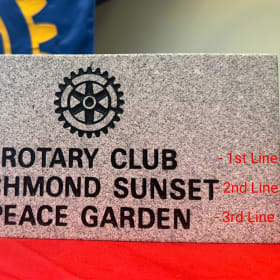 ROTARY CLUB - 1st Line
CHMOND SUNSET 2nd Line
PEACE GARDEN - 3rd Line